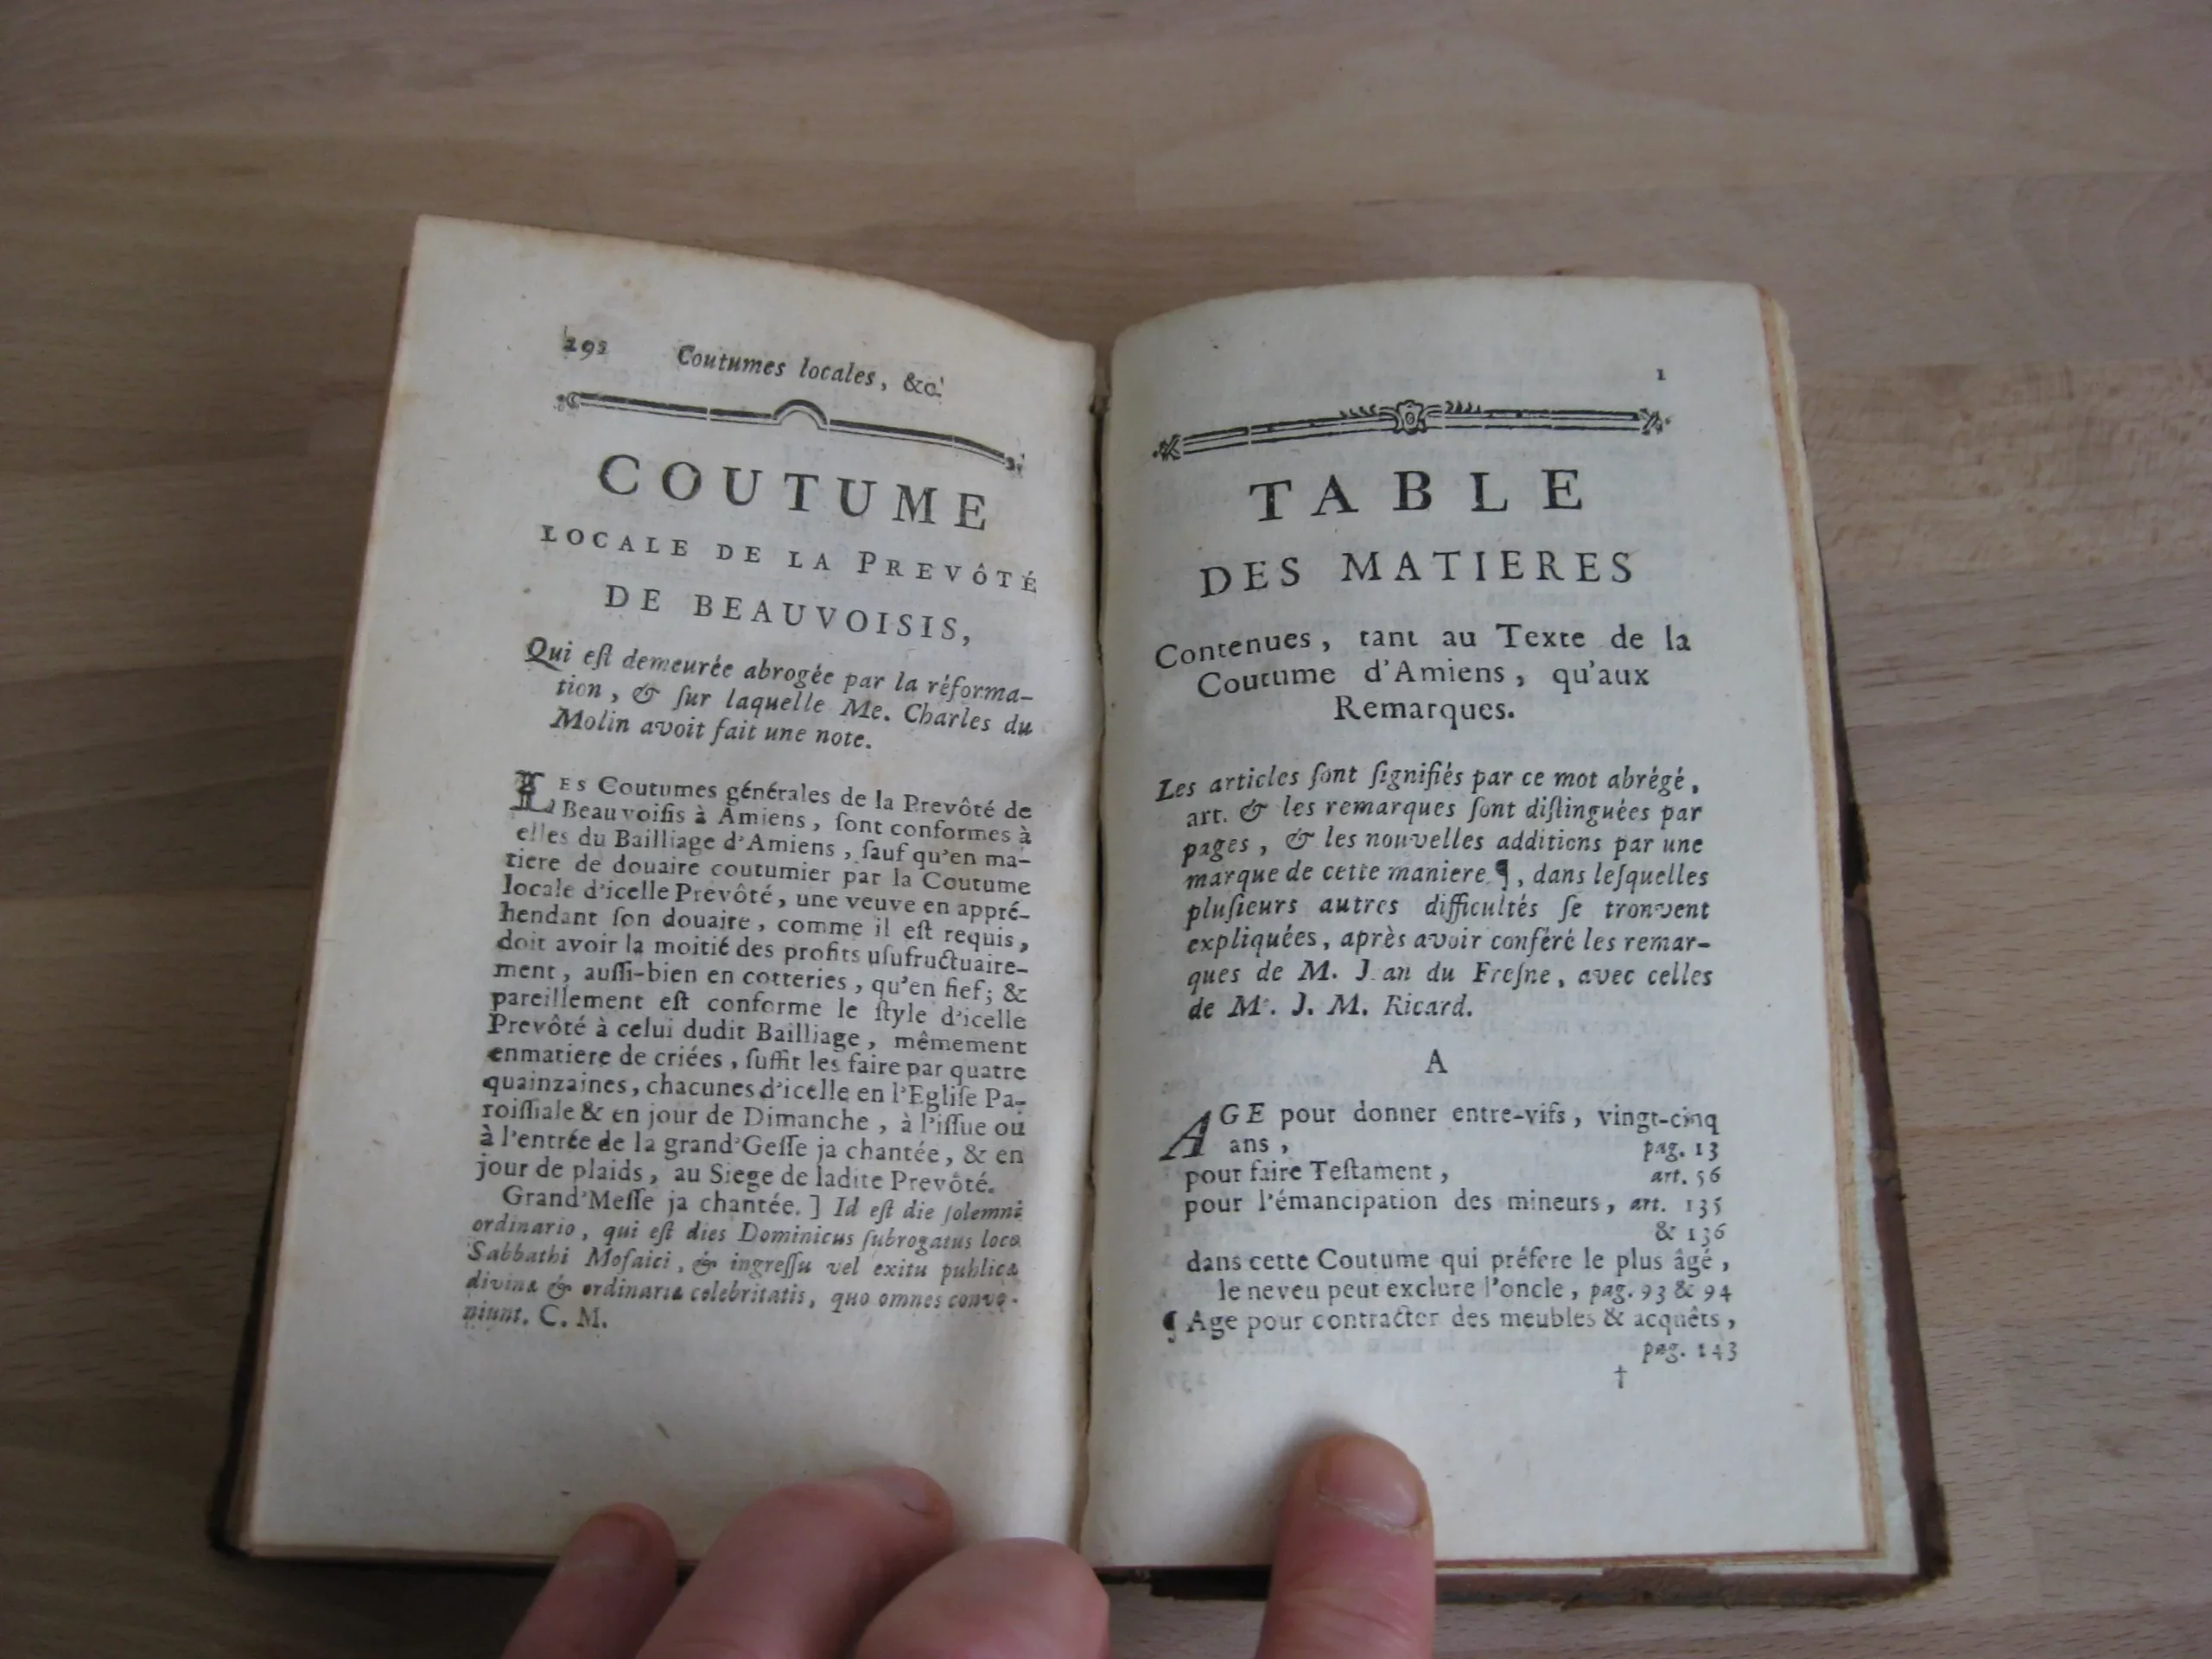 292 Coutumes locales, &c.
COUTUME
LOCALE DE LA PREVÔTÉ
DE BEAUVOISIS,
Qui eſt demeurée abrogée par la réforma-
tion, & ſur laquelle Me. Charles du
Molin avoit fait une note.
LES Coutumes générales de la Prevôté de
Beauvoiſis à Amiens, ſont conformes à
elles du Bailliage d'Amiens, ſauf qu'en ma-
tiere de douaire coutumier par la Coutume
locale d'icelle Prevôté, une veuve en appré-
hendant ſon douaire, comme il eſt requis,
doit avoir la moitié des profits uſufructuaire-
ment, auſſi-bien en cotteries, qu'en fief; &
pareillement eſt conforme le ſtyle d'icelle
Prevôté à celui dudit Bailliage, mêmement
enmatiere de criées, ſuffit les faire par quatre
quainzaines, chacunes d'icelle en l'Egliſe Pa-
roiſſiale & en jour de Dimanche, à l'iſſue ou
à l'entrée de la grand'Geſſe ja chantée, & en
jour de plaids, au Siege de ladite Prevôté.
Grand'Meſſe ja chantée.] Id eſt die ſolemni
ordinario, qui eſt dies Dominicus ſubrogatus loco
Sabbathi Moſaici, & ingreſſu vel exitu publica
divina & ordinaria celebritatis, quo omnes conve-
niunt. C. M.
1
TABLE
DES MATIERES
Contenues, tant au Texte de la
Coutume d'Amiens, qu'aux
Remarques.
Les articles ſont ſignifiés par ce mot abrégé,
art. & les remarques ſont diſtinguées par
pages, & les nouvelles additions par une
marque de cette maniere ¶, dans leſquelles
pluſieurs autres difficultés ſe tronvent
expliquées, après avoir conféré les remar-
ques de M. J an du Freſne, avec celles
de Me. J. M. Ricard.
A
AGE pour donner entre-vifs, vingt-cinq
ans, pag. 13
pour faire Teſtament, art. 56
pour l'émancipation des mineurs, art. 135
& 136
dans cette Coutume qui préfere le plus âgé,
le neveu peut exclure l'oncle, pag. 93 & 94
¶ Age pour contracter des meubles & acquêts,
pag. 143
†